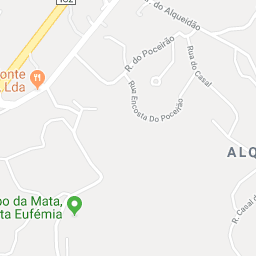 102
R. do Alqueidão
onte
Lda
R. do Poceirão
Rua do Casal
Rua Encosta Do Poceirão
ALQ
po da Mata,
ta Eufémia
R. Casal d